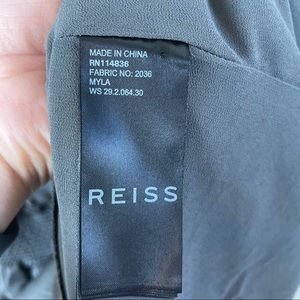 MADE IN CHINA
RN114836
FABRIC NO: 2036
MYLA
WS 29.2.064.30
REISS